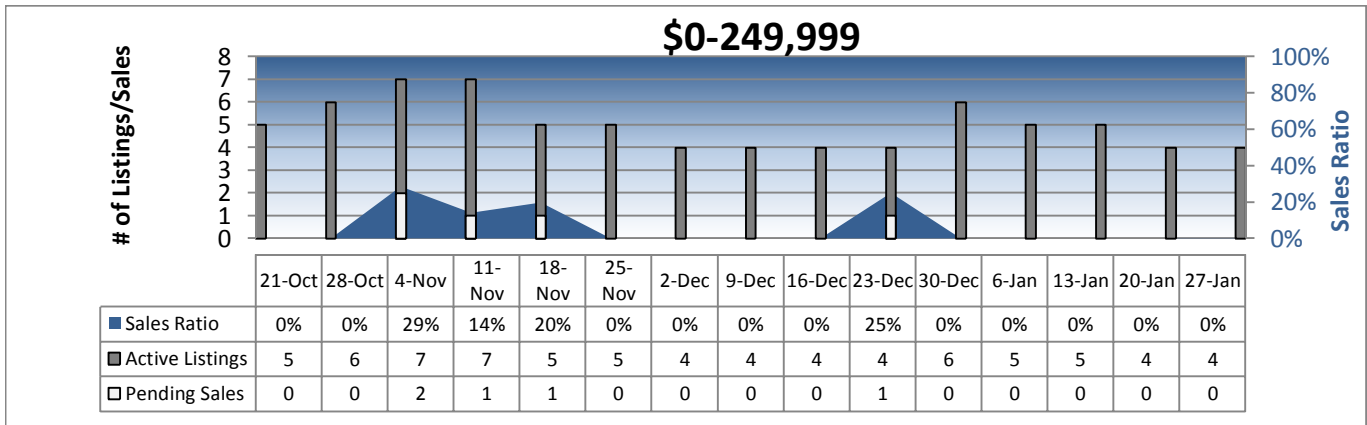 $0-249,999
# of Listings/Sales
8
7
6
5
4
3
2
1
0
100%
80%
60%
40%
20%
0%
Sales Ratio
21-Oct 28-Oct 4-Nov 11-Nov 18-Nov 25-Nov 2-Dec 9-Dec 16-Dec 23-Dec 30-Dec 6-Jan 13-Jan 20-Jan 27-Jan
Sales Ratio 0% 0% 29% 14% 20% 0% 0% 0% 0% 25% 0% 0% 0% 0% 0%
Active Listings 5 6 7 7 5 5 4 4 4 4 6 5 5 4 4
Pending Sales 0 0 2 1 1 0 0 0 0 1 0 0 0 0 0